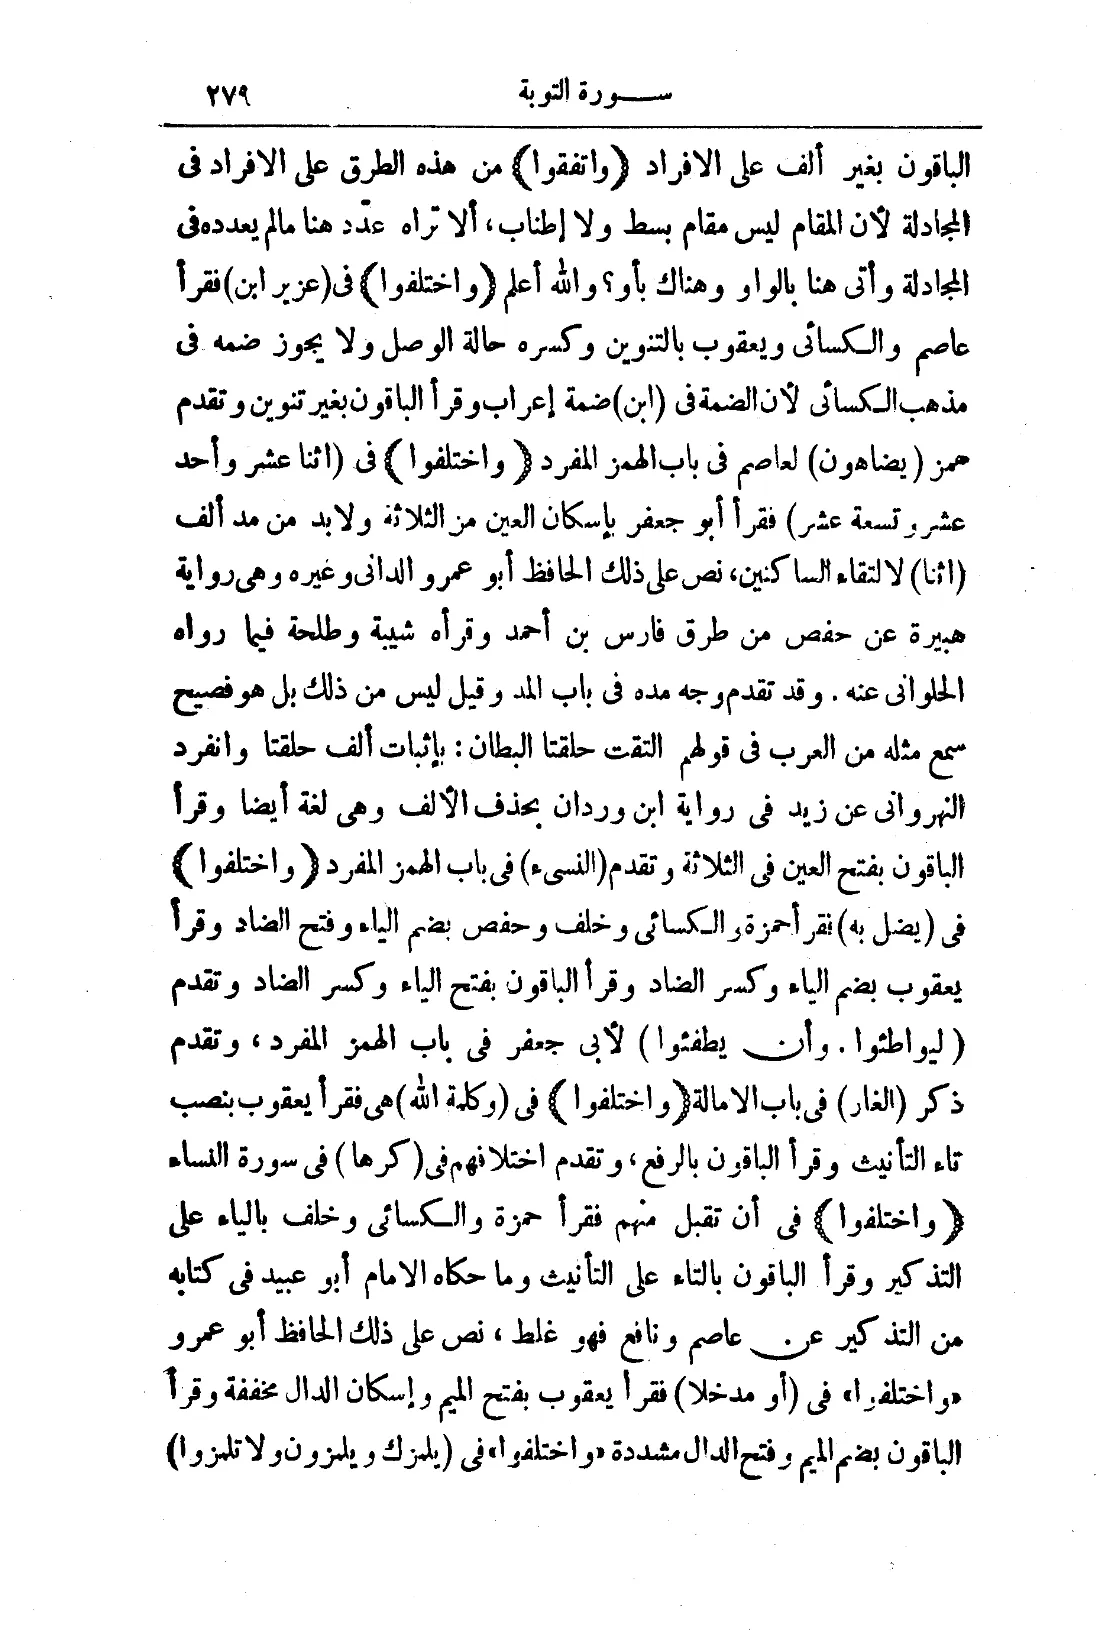 ســورة التوبة ٢٧٩
الباقون بغير ألف على الافراد (واتفقوا) من هذه الطرق على الافراد فى
المجادلة لأن المقام ليس مقام بسط ولا إطناب، ألا تراه عدّد هنا مالم يعدده فى
المجادلة وأتى هنا بالواو وهناك بأو؟ والله أعلم (واختلفوا) فى (عزير ابن) فقرأ
عاصم والكسائى ويعقوب بالتنوين وكسره حالة الوصل ولا يجوز ضمه فى
مذهب الكسائى لأن الضمة فى (ابن) ضمة إعراب وقرأ الباقون بغير تنوين وتقدم
همز (يضاهون) لعاصم فى باب الهمز المفرد (واختلفوا) فى (اثنا عشر وأحد
عشر وتسعة عشر) فقرأ أبو جعفر بإسكان العين من الثلاثة ولابد من مد ألف
(اثنا) لالتقاء الساكنين، نص على ذلك الحافظ أبو عمرو الدانى وغيره وهى رواية
هبيرة عن حفص من طرق فارس بن أحمد وقرأه شيبة وطلحة فيما رواه
الحلوانى عنه . وقد تقدم وجه مده فى باب المد وقيل ليس من ذلك بل هو فصيح
سمع مثله من العرب فى قولهم التقت حلقتا البطان : بإثبات ألف حلقتا وانفرد
النهروانى عن زيد فى رواية ابن وردان بحذف الألف وهى لغة أيضا وقرأ
الباقون بفتح العين فى الثلاثة وتقدم (النسىء) فى باب الهمز المفرد (واختلفوا)
فى (يضل به) فقرأ حمزة والكسائى وخلف وحفص بضم الياء وفتح الضاد وقرأ
يعقوب بضم الياء وكسر الضاد وقرأ الباقون بفتح الياء وكسر الضاد وتقدم
(ليواطئوا . وأن يطفئوا) لأبى جعفر فى باب الهمز المفرد، وتقدم
ذكر (الغار) فى باب الامالة (واختلفوا) فى (وكلمة الله) هى فقرأ يعقوب بنصب
تاء التأنيث وقرأ الباقون بالرفع، وتقدم اختلافهم فى (كرها) فى سورة النساء
(واختلفوا) فى أن تقبل منهم فقرأ حمزة والكسائى وخلف بالياء على
التذكير وقرأ الباقون بالتاء على التأنيث وما حكاه الامام أبو عبيد فى كتابه
من التذكير عن عاصم ونافع فهو غلط، نص على ذلك الحافظ أبو عمرو
«واختلفوا» فى (أو مدخلا) فقرأ يعقوب بفتح الميم وإسكان الدال مخففة وقرأ
الباقون بضم الميم وفتح الدال مشددة «واختلفوا» فى (يلمزك ويلمزون ولا تلمزوا)